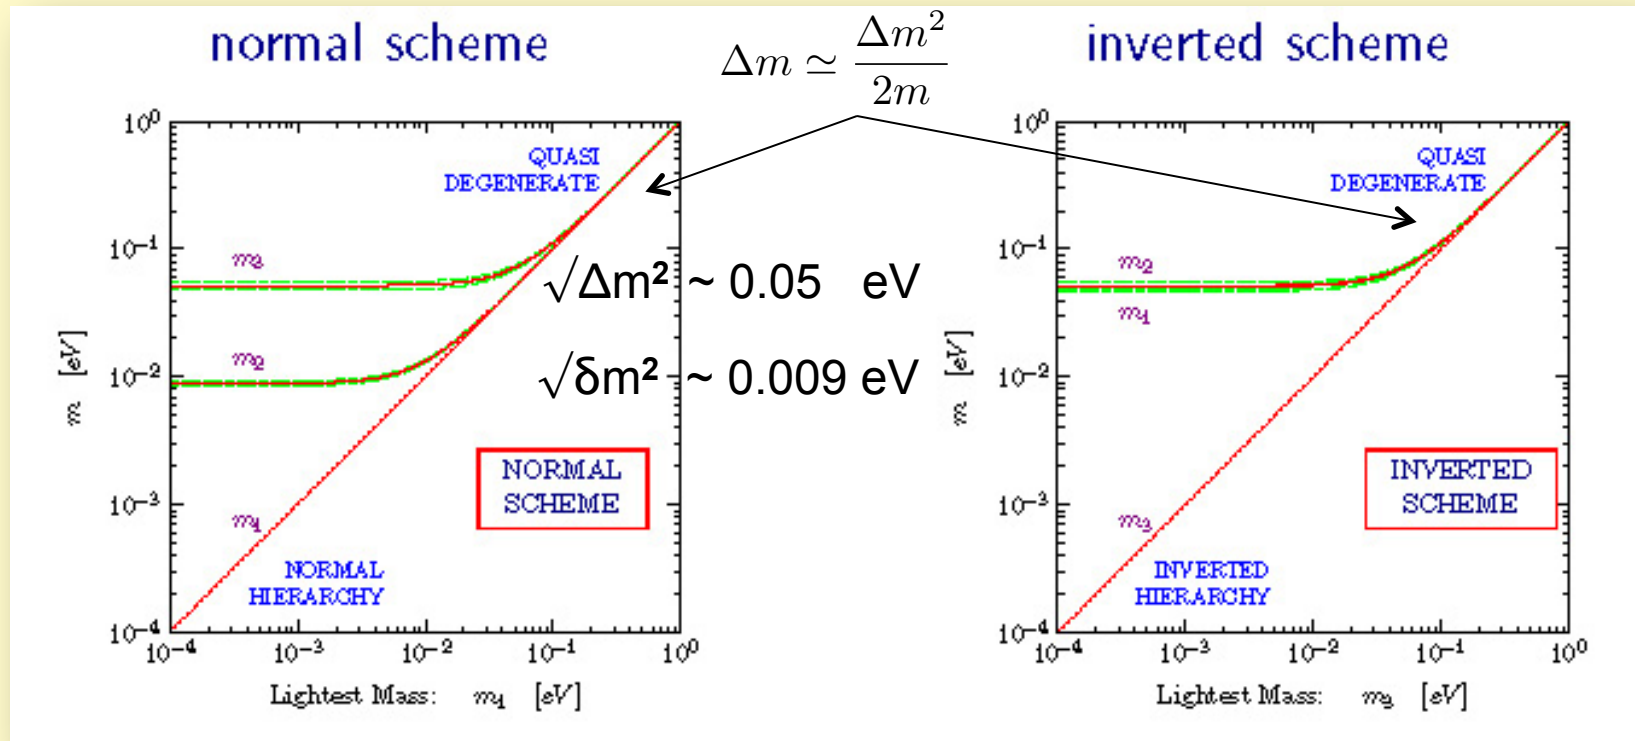 normal scheme
Δm ≃ Δm² / 2m
inverted scheme
10⁰
10⁻¹
10⁻²
10⁻³
10⁻⁴
m [eV]
QUASI
DEGENERATE
m₃
m₂
m₁
NORMAL
SCHEME
NORMAL
HIERARCHY
10⁻⁴ 10⁻³ 10⁻² 10⁻¹ 10⁰
Lightest Mass: m₁ [eV]
√Δm² ~ 0.05 eV
√δm² ~ 0.009 eV
10⁰
10⁻¹
10⁻²
10⁻³
10⁻⁴
m [eV]
QUASI
DEGENERATE
m₂
m₁
m₃
INVERTED
SCHEME
INVERTED
HIERARCHY
10⁻⁴ 10⁻³ 10⁻² 10⁻¹ 10⁰
Lightest Mass: m₃ [eV]